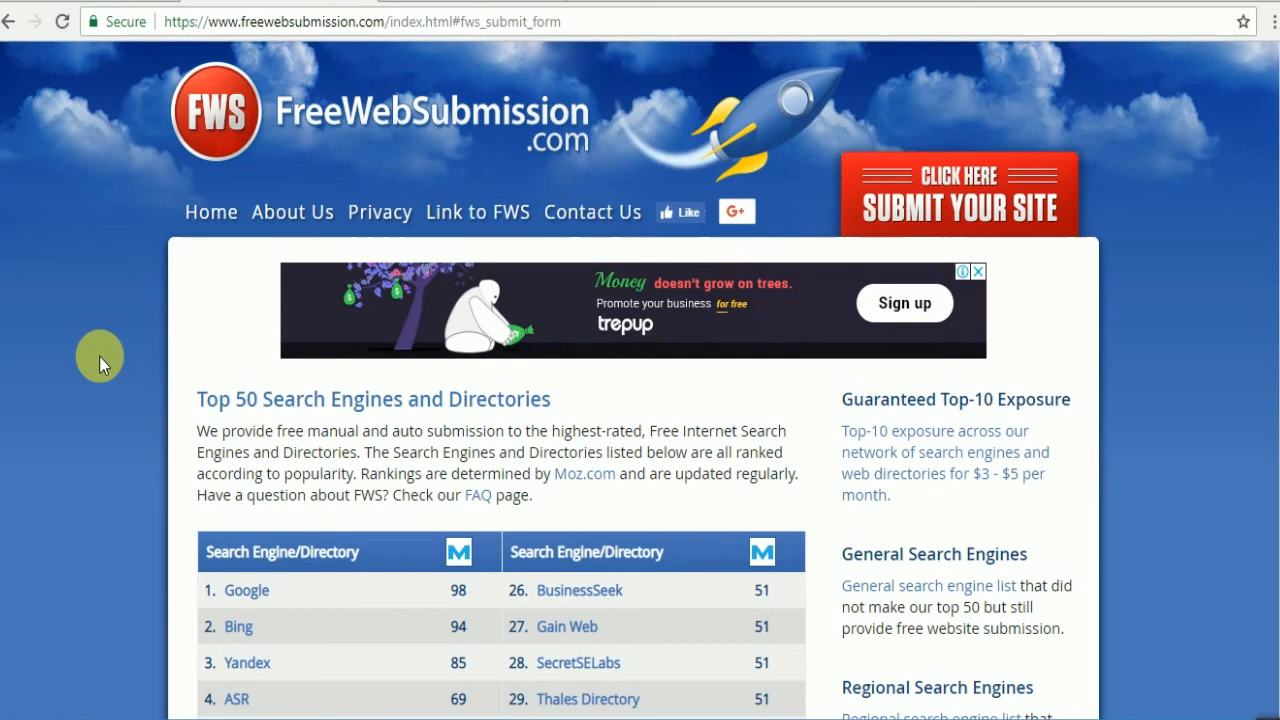 Secure https://www.freewebsubmission.com/index.html#fws_submit_form
FWS FreeWebSubmission
.com
CLICK HERE
SUBMIT YOUR SITE
Home About Us Privacy Link to FWS Contact Us Like G+
Money doesn't grow on trees.
Promote your business for free
trepup
Sign up
Top 50 Search Engines and Directories
We provide free manual and auto submission to the highest-rated, Free Internet Search
Engines and Directories. The Search Engines and Directories listed below are all ranked
according to popularity. Rankings are determined by Moz.com and are updated regularly.
Have a question about FWS? Check our FAQ page.
Search Engine/Directory M Search Engine/Directory M
1. Google 98 26. BusinessSeek 51
2. Bing 94 27. Gain Web 51
3. Yandex 85 28. SecretSELabs 51
4. ASR 69 29. Thales Directory 51
Guaranteed Top-10 Exposure
Top-10 exposure across our
network of search engines and
web directories for $3 - $5 per
month.
General Search Engines
General search engine list that did
not make our top 50 but still
provide free website submission.
Regional Search Engines
Regional search engine list that